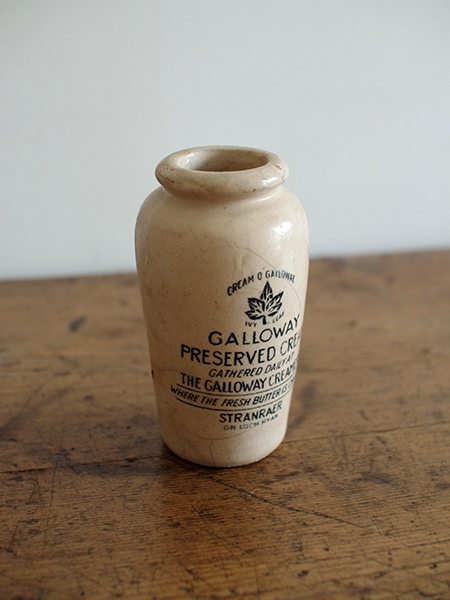 CREAM O GALLOWAY
IVY LEAF
GALLOWAY
PRESERVED CREA
GATHERED DAILY AT
THE GALLOWAY CREAM
WHERE THE FRESH BUTTER IS
STRANRAER
ON LOCH RYAN